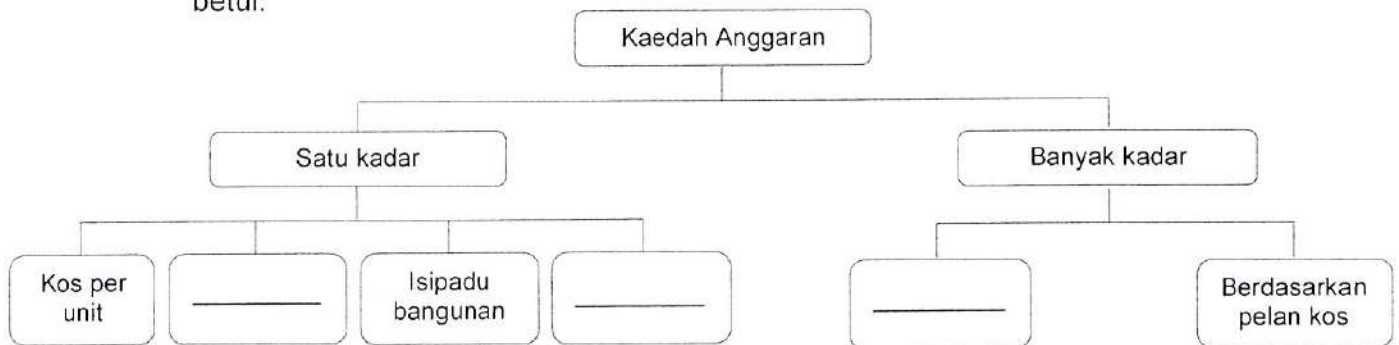 betul.
Kaedah Anggaran
Satu kadar
Banyak kadar
Kos per
unit
Isipadu
bangunan
Berdasarkan
pelan kos